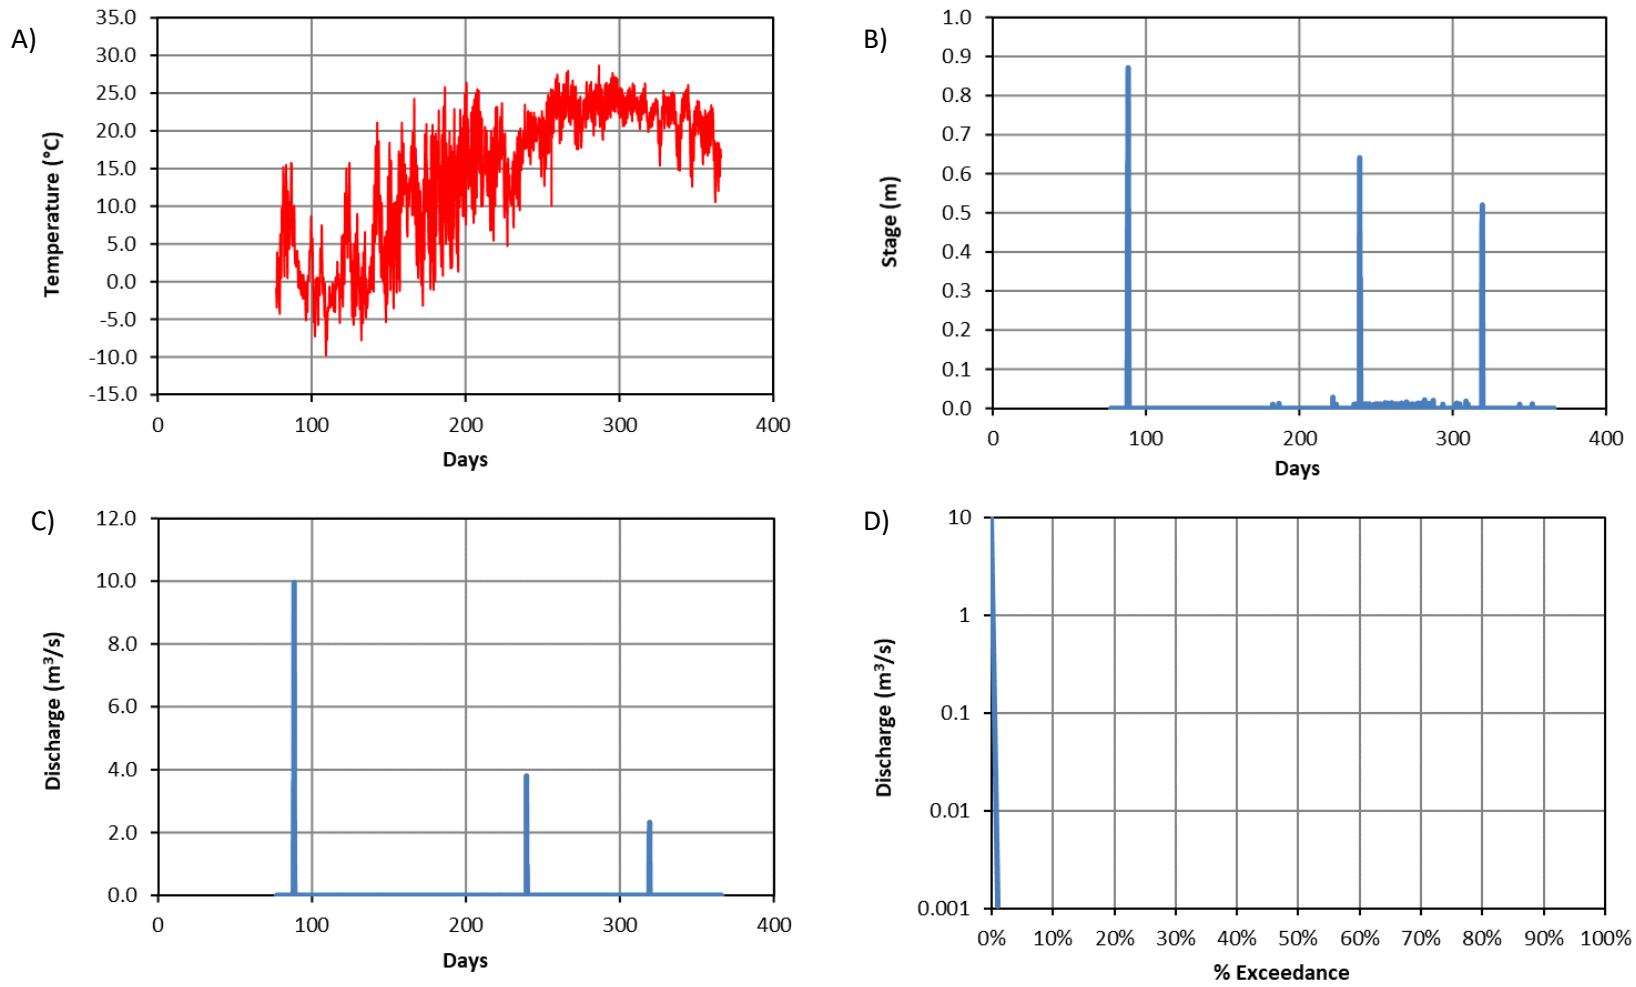 A)
35.0
30.0
25.0
20.0
15.0
10.0
5.0
0.0
-5.0
-10.0
-15.0
Temperature (°C)
0 100 200 300 400
Days
B)
1.0
0.9
0.8
0.7
0.6
0.5
0.4
0.3
0.2
0.1
0.0
Stage (m)
0 100 200 300 400
Days
C)
12.0
10.0
8.0
6.0
4.0
2.0
0.0
Discharge (m³/s)
0 100 200 300 400
Days
D)
10
1
0.1
0.01
0.001
Discharge (m³/s)
0% 10% 20% 30% 40% 50% 60% 70% 80% 90% 100%
% Exceedance